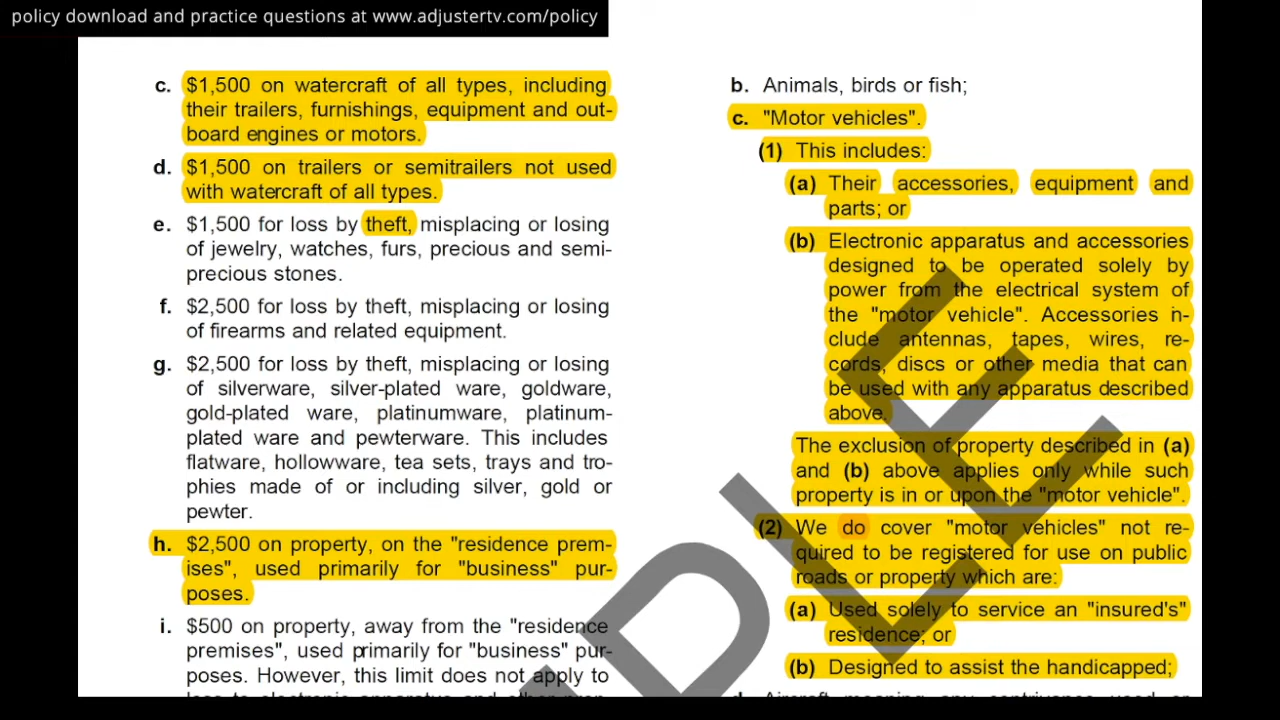 policy download and practice questions at www.adjustertv.com/policy
c. $1,500 on watercraft of all types, including
their trailers, furnishings, equipment and out-
board engines or motors.
d. $1,500 on trailers or semitrailers not used
with watercraft of all types.
e. $1,500 for loss by theft, misplacing or losing
of jewelry, watches, furs, precious and semi-
precious stones.
f. $2,500 for loss by theft, misplacing or losing
of firearms and related equipment.
g. $2,500 for loss by theft, misplacing or losing
of silverware, silver-plated ware, goldware,
gold-plated ware, platinumware, platinum-
plated ware and pewterware. This includes
flatware, hollowware, tea sets, trays and tro-
phies made of or including silver, gold or
pewter.
h. $2,500 on property, on the "residence prem-
ises", used primarily for "business" pur-
poses.
i. $500 on property, away from the "residence
premises", used primarily for "business" pur-
poses. However, this limit does not apply to
loss to electronic apparatus and other prop-
b. Animals, birds or fish;
c. "Motor vehicles".
(1) This includes:
(a) Their accessories, equipment and
parts; or
(b) Electronic apparatus and accessories
designed to be operated solely by
power from the electrical system of
the "motor vehicle". Accessories n-
clude antennas, tapes, wires, re-
cords, discs or other media that can
be used with any apparatus described
above.
The exclusion of property described in (a)
and (b) above applies only while such
property is in or upon the "motor vehicle".
(2) We do cover "motor vehicles" not re-
quired to be registered for use on public
roads or property which are:
(a) Used solely to service an "insured's"
residence; or
(b) Designed to assist the handicapped;
d. Aircraft meaning any contrivance used or